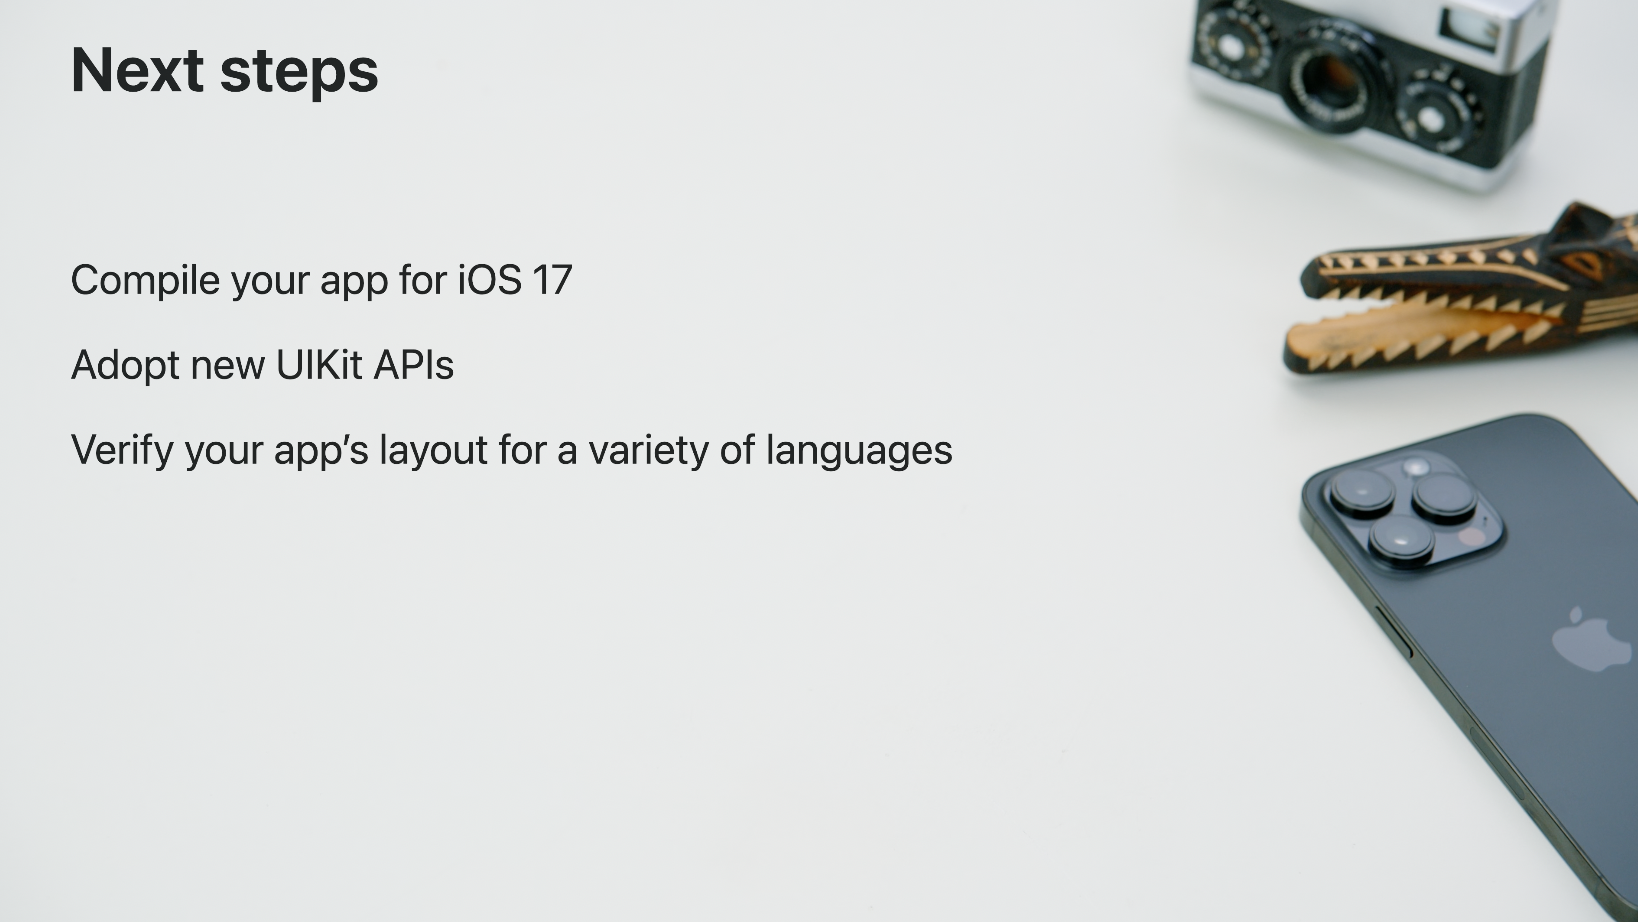 Next steps
Compile your app for iOS 17
Adopt new UIKit APIs
Verify your app’s layout for a variety of languages